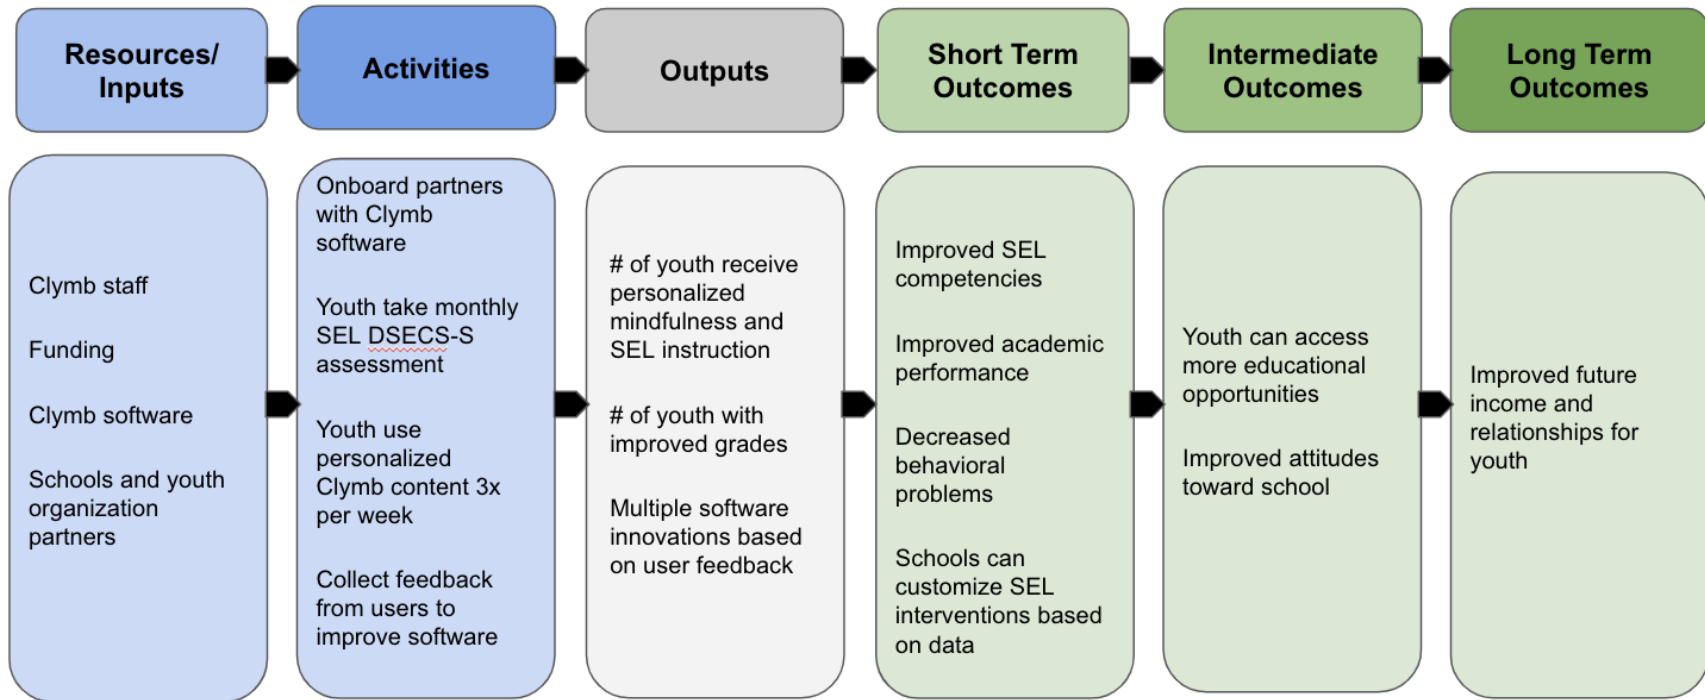 Resources/
Inputs
Activities
Outputs
Short Term
Outcomes
Intermediate
Outcomes
Long Term
Outcomes
Clymb staff
Funding
Clymb software
Schools and youth
organization
partners
Onboard partners
with Clymb
software
Youth take monthly
SEL DSECS-S
assessment
Youth use
personalized
Clymb content 3x
per week
Collect feedback
from users to
improve software
# of youth receive
personalized
mindfulness and
SEL instruction
# of youth with
improved grades
Multiple software
innovations based
on user feedback
Improved SEL
competencies
Improved academic
performance
Decreased
behavioral
problems
Schools can
customize SEL
interventions based
on data
Youth can access
more educational
opportunities
Improved attitudes
toward school
Improved future
income and
relationships for
youth